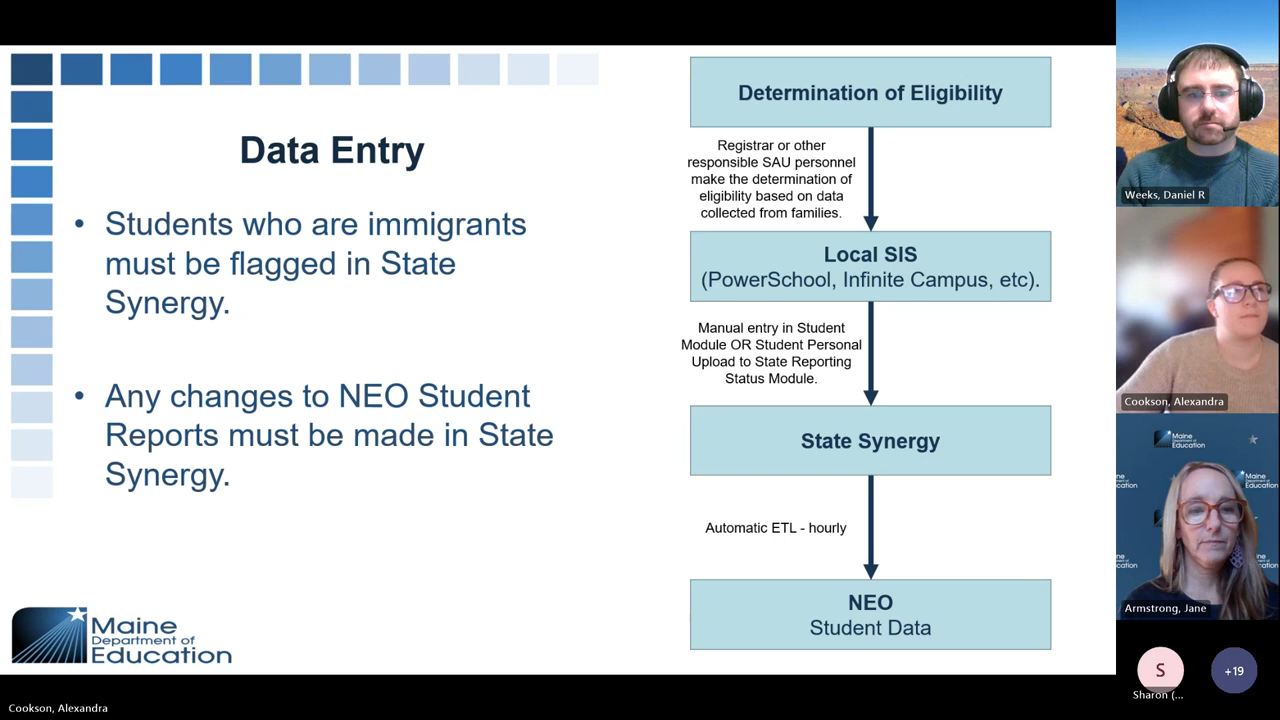 Data Entry
• Students who are immigrants
must be flagged in State
Synergy.
• Any changes to NEO Student
Reports must be made in State
Synergy.
Maine
Department of
Education
Determination of Eligibility
Registrar or other
responsible SAU personnel
make the determination of
eligibility based on data
collected from families.
Local SIS
(PowerSchool, Infinite Campus, etc).
Manual entry in Student
Module OR Student Personal
Upload to State Reporting
Status Module.
State Synergy
Automatic ETL - hourly
NEO
Student Data
Weeks, Daniel R
Cookson, Alexandra
Maine
Department of
Education
Armstrong, Jane
S
Sharon (...
+19
Cookson, Alexandra